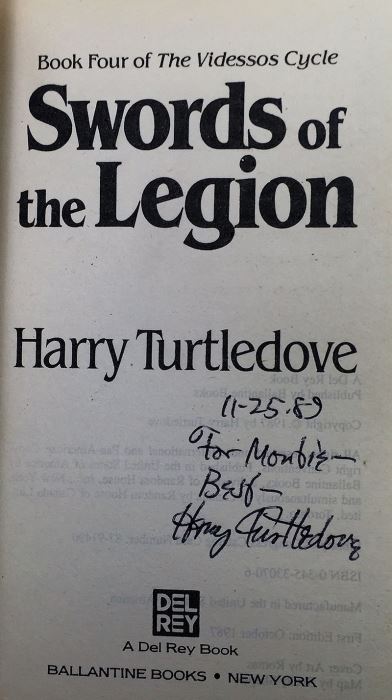 Book Four of The Videssos Cycle
Swords of
the Legion
Harry Turtledove
11-25-89
For Monbie—
Best—
Harry Turtledove
DEL
REY
A Del Rey Book
BALLANTINE BOOKS • NEW YORK